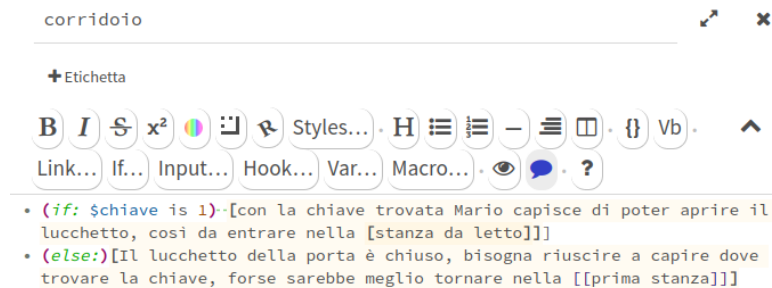 corridoio
+Etichetta
B I S x² Styles… H {} Vb
Link… If… Input… Hook… Var… Macro… ?
• (if: $chiave is 1)··[con la chiave trovata Mario capisce di poter aprire il
lucchetto, così da entrare nella [stanza da letto]]]
• (else:)[Il lucchetto della porta è chiuso, bisogna riuscire a capire dove
trovare la chiave, forse sarebbe meglio tornare nella [[prima stanza]]]